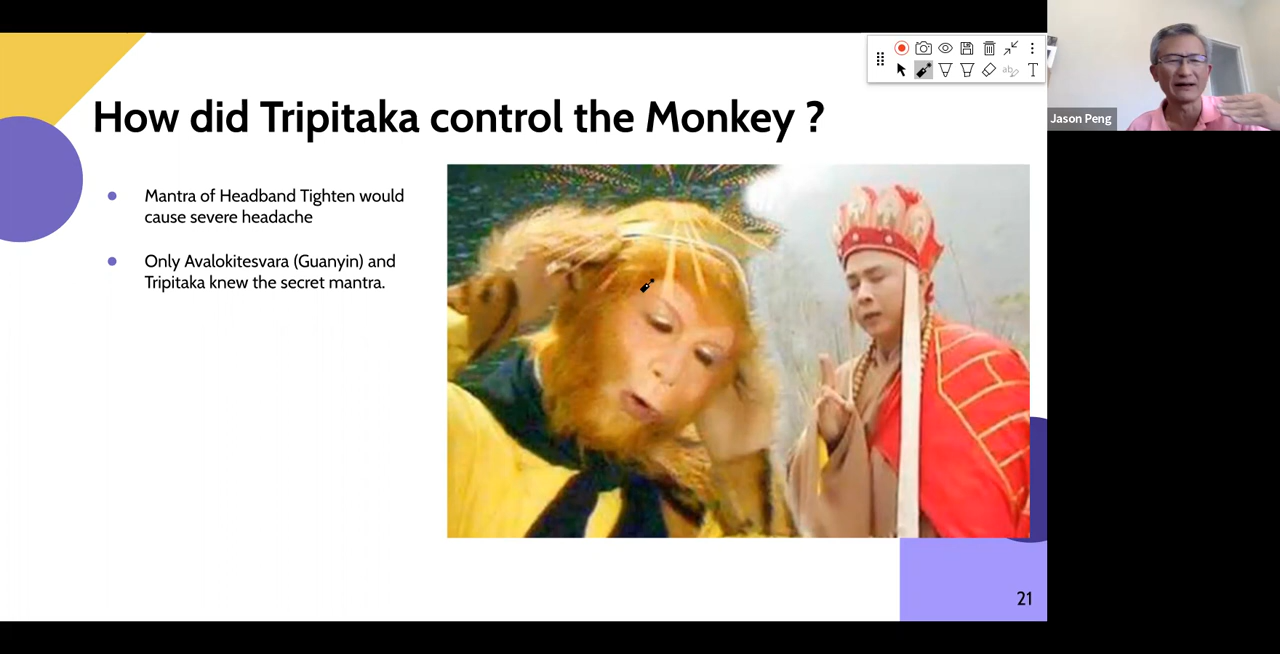 How did Tripitaka control the Monkey ?
Mantra of Headband Tighten would
cause severe headache
Only Avalokitesvara (Guanyin) and
Tripitaka knew the secret mantra.
21
Jason Peng
ab
T